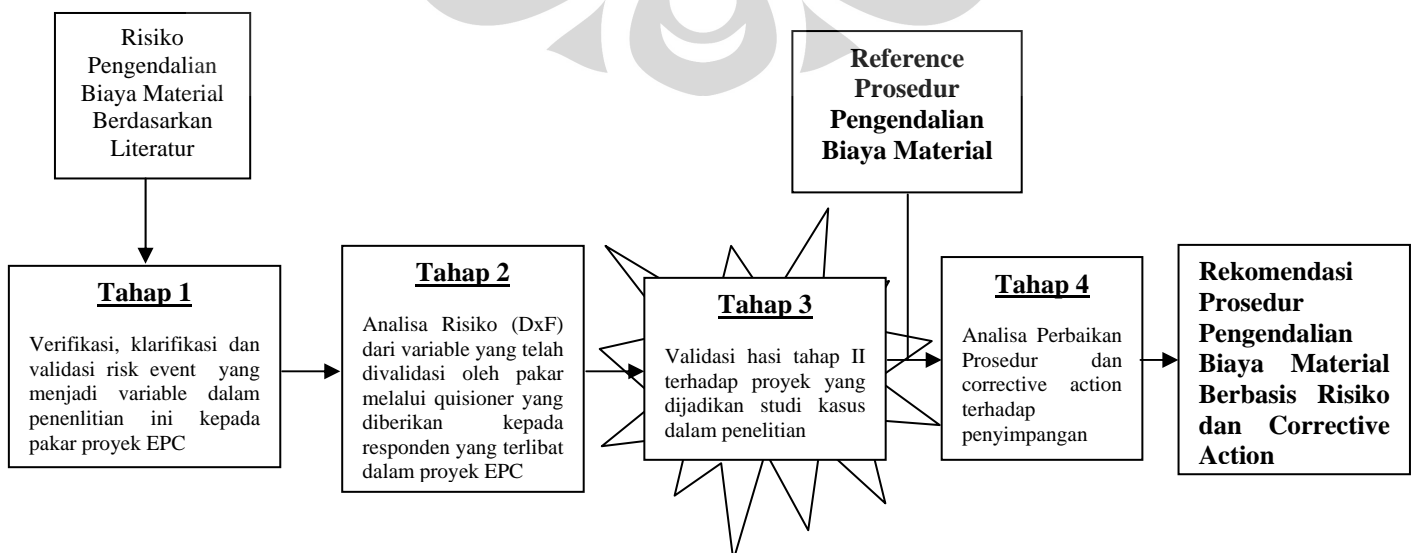 Risiko
Pengendalian
Biaya Material
Berdasarkan
Literatur
Reference
Prosedur
Pengendalian
Biaya Material
Tahap 1
Verifikasi, klarifikasi dan
validasi risk event yang
menjadi variable dalam
penenlitian ini kepada
pakar proyek EPC
Tahap 2
Analisa Risiko (DxF)
dari variable yang telah
divalidasi oleh pakar
melalui quisioner yang
diberikan kepada
responden yang terlibat
dalam proyek EPC
Tahap 3
Validasi hasi tahap II
terhadap proyek yang
dijadikan studi kasus
dalam penelitian
Tahap 4
Analisa Perbaikan
Prosedur dan
corrective action
terhadap
penyimpangan
Rekomendasi
Prosedur
Pengendalian
Biaya Material
Berbasis Risiko
dan Corrective
Action